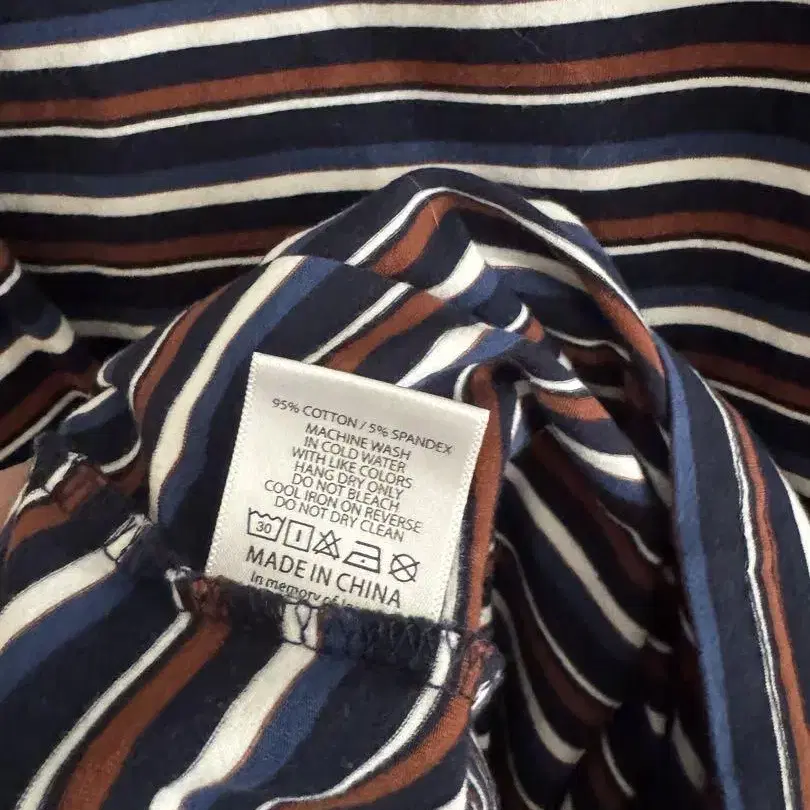 95% COTTON / 5% SPANDEX
MACHINE WASH
IN COLD WATER
WITH LIKE COLORS
HANG DRY ONLY
DO NOT BLEACH
COOL IRON ON REVERSE
DO NOT DRY CLEAN
30
MADE IN CHINA
In memory of